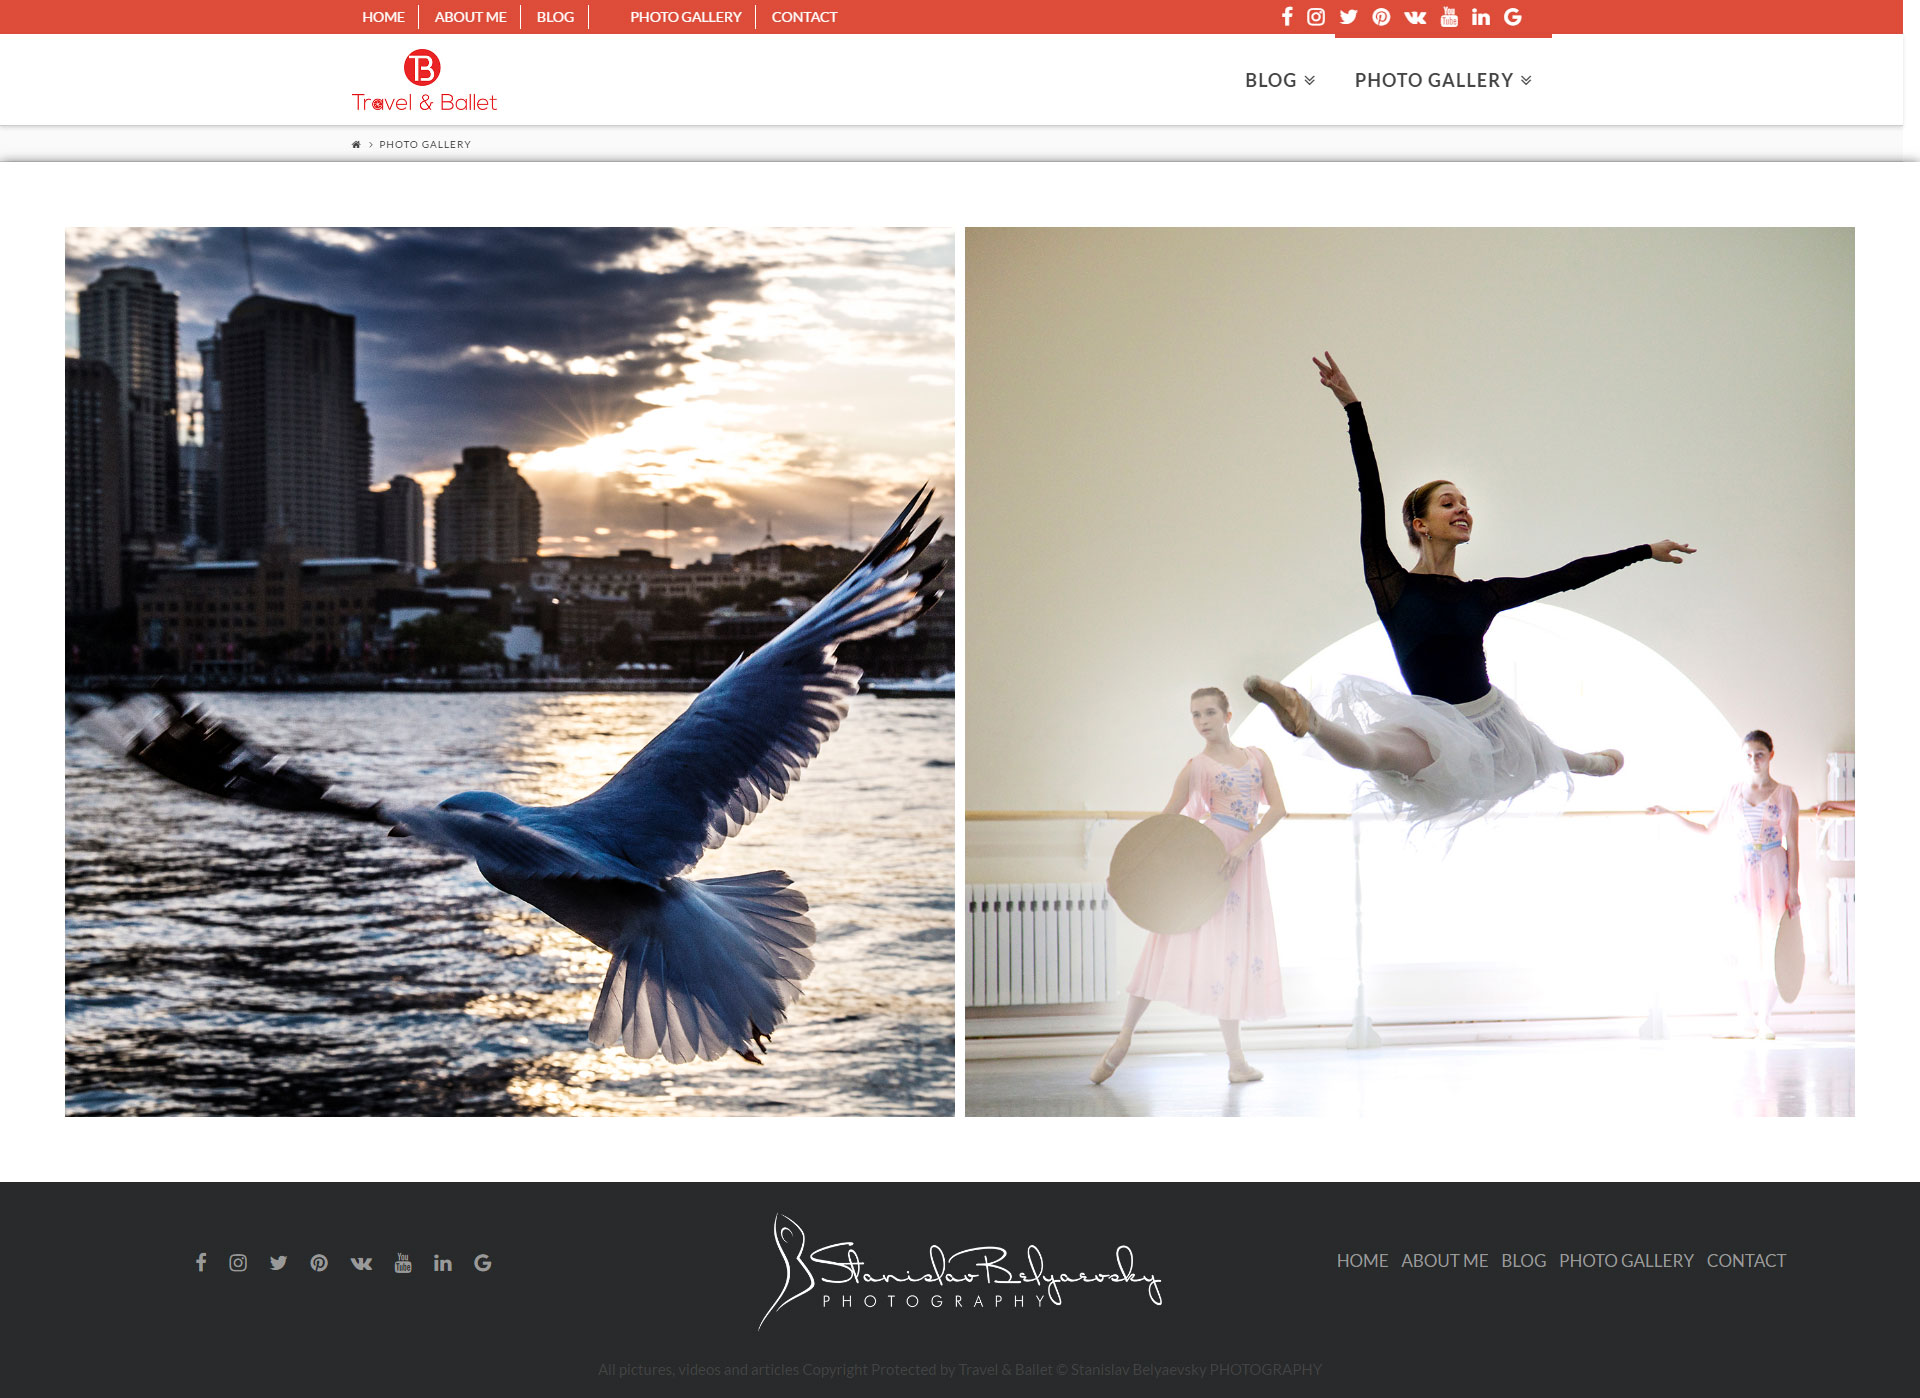 HOME ABOUT ME BLOG PHOTO GALLERY CONTACT
TB
Travel & Ballet
BLOG PHOTO GALLERY
PHOTO GALLERY
You Tube
Stanislav Belyaevsky
PHOTOGRAPHY
HOME ABOUT ME BLOG PHOTO GALLERY CONTACT
All pictures, videos and articles Copyright Protected by Travel & Ballet © Stanislav Belyaevsky PHOTOGRAPHY